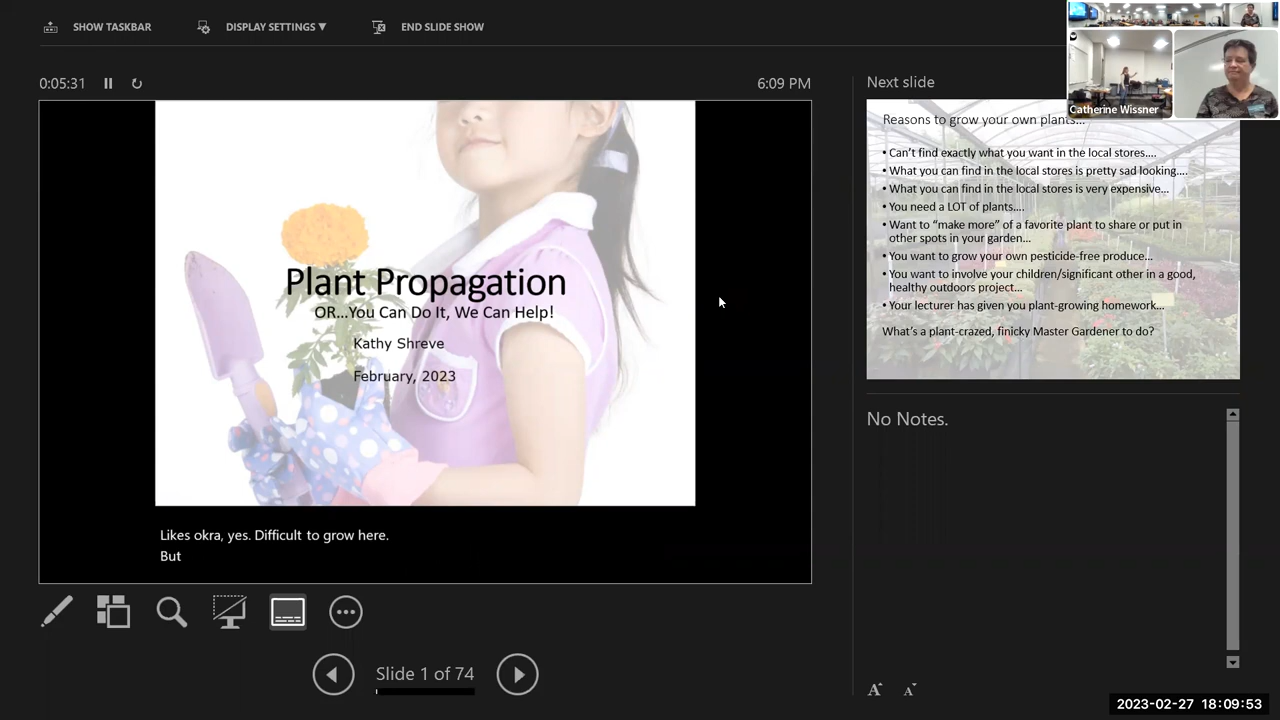 SHOW TASKBAR
DISPLAY SETTINGS ▼
END SLIDE SHOW
0:05:31
6:09 PM
Plant Propagation
OR...You Can Do It, We Can Help!
Kathy Shreve
February, 2023
Likes okra, yes. Difficult to grow here.
But
Slide 1 of 74
Next slide
Catherine Wissner
Reasons to grow your own plants...
• Can't find exactly what you want in the local stores....
• What you can find in the local stores is pretty sad looking....
• What you can find in the local stores is very expensive...
• You need a LOT of plants....
• Want to “make more” of a favorite plant to share or put in
other spots in your garden...
• You want to grow your own pesticide-free produce...
• You want to involve your children/significant other in a good,
healthy outdoors project...
• Your lecturer has given you plant-growing homework...
What's a plant-crazed, finicky Master Gardener to do?
No Notes.
A A
2023-02-27 18:09:53